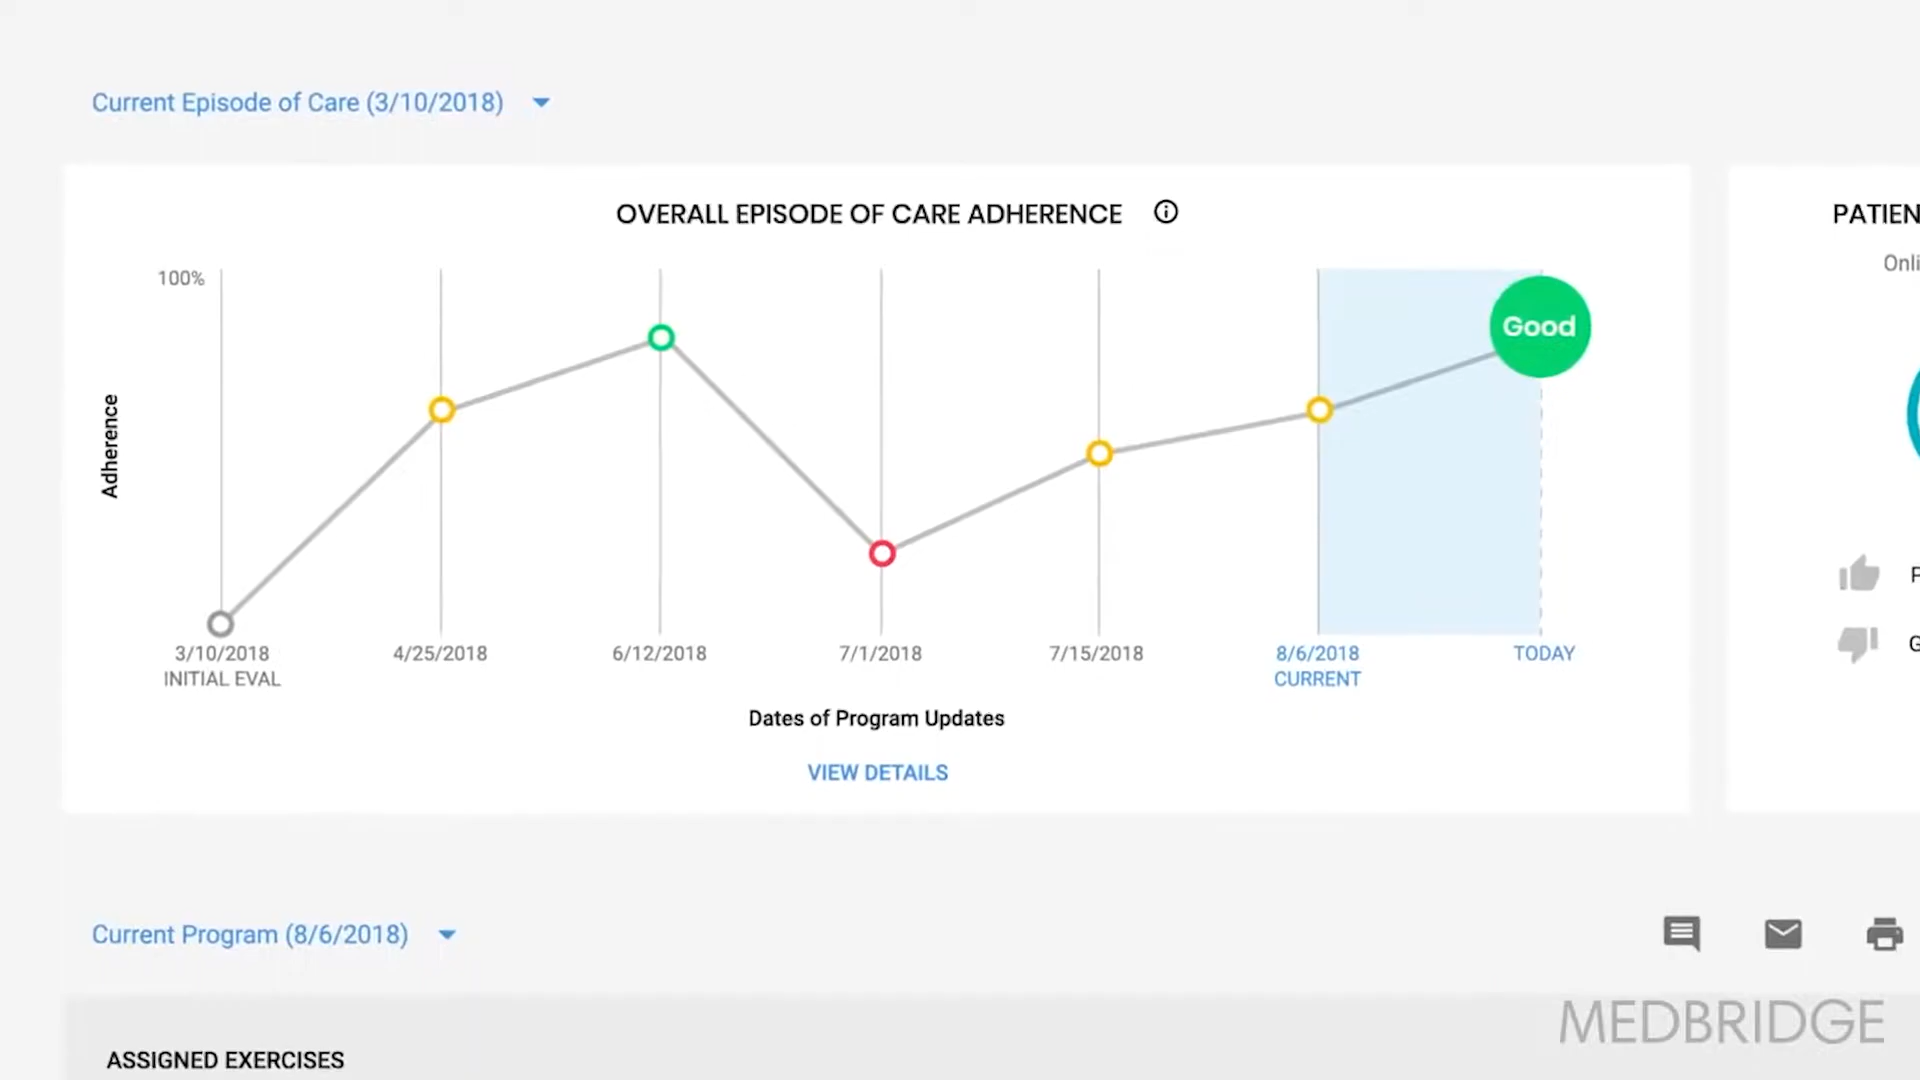 Current Episode of Care (3/10/2018)
OVERALL EPISODE OF CARE ADHERENCE
100%
Adherence
Good
3/10/2018
INITIAL EVAL
4/25/2018
6/12/2018
7/1/2018
7/15/2018
8/6/2018
CURRENT
TODAY
Dates of Program Updates
VIEW DETAILS
Current Program (8/6/2018)
ASSIGNED EXERCISES
MEDBRIDGE